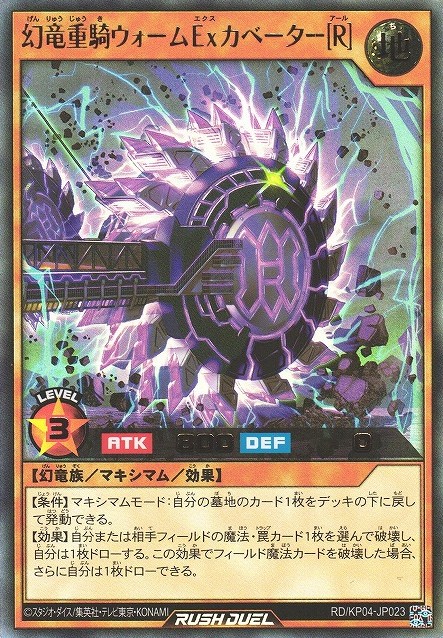 幻竜重騎ウォームExカベーター[R]
地
LEVEL
3
ATK 300 DEF 0
【幻竜族/マキシマム/効果】
【条件】マキシマムモード:自分の墓地のカード1枚をデッキの下に戻し
て発動できる。
【効果】自分または相手フィールドの魔法・罠カード1枚を選んで破壊し、
自分は1枚ドローする。この効果でフィールド魔法カードを破壊した場合、
さらに自分は1枚ドローできる。
©スタジオ・ダイス/集英社・テレビ東京・KONAMI RUSH DUEL RD/KP04-JP023